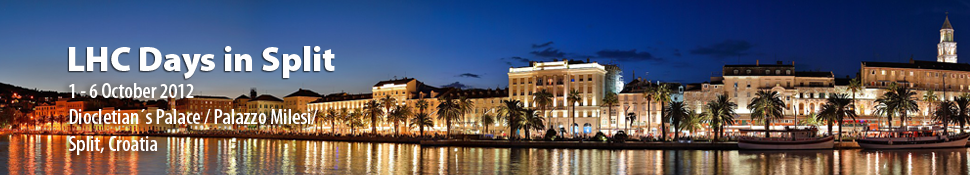 LHC Days in Split
1 - 6 October 2012
Diocletian´s Palace / Palazzo Milesi/
Split, Croatia